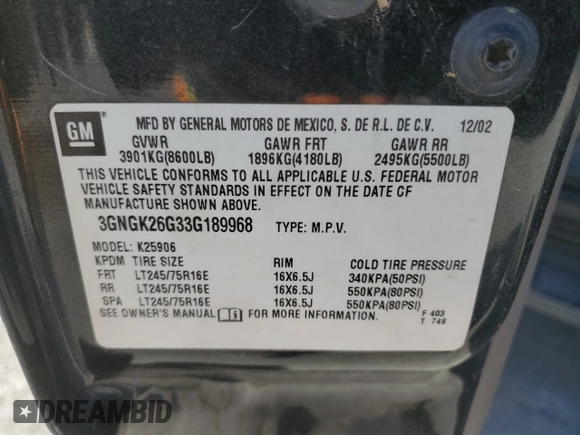 GM
MFD BY GENERAL MOTORS DE MEXICO, S. DE R.L. DE C.V. 12/02
GVWR GAWR FRT GAWR RR
3901KG(8600LB) 1896KG(4180LB) 2495KG(5500LB)
THIS VEHICLE CONFORMS TO ALL APPLICABLE U.S. FEDERAL MOTOR
VEHICLE SAFETY STANDARDS IN EFFECT ON THE DATE OF
MANUFACTURE SHOWN ABOVE.
3GNGK26G33G189968 TYPE: M.P.V.
MODEL: K25906
KPDM TIRE SIZE RIM COLD TIRE PRESSURE
FRT LT245/75R16E 16X6.5J 340KPA(50PSI)
RR LT245/75R16E 16X6.5J 550KPA(80PSI)
SPA LT245/75R16E 16X6.5J 550KPA(80PSI)
SEE OWNER'S MANUAL FOR MORE INFORMATION.
F 403
T 748
DREAMBID